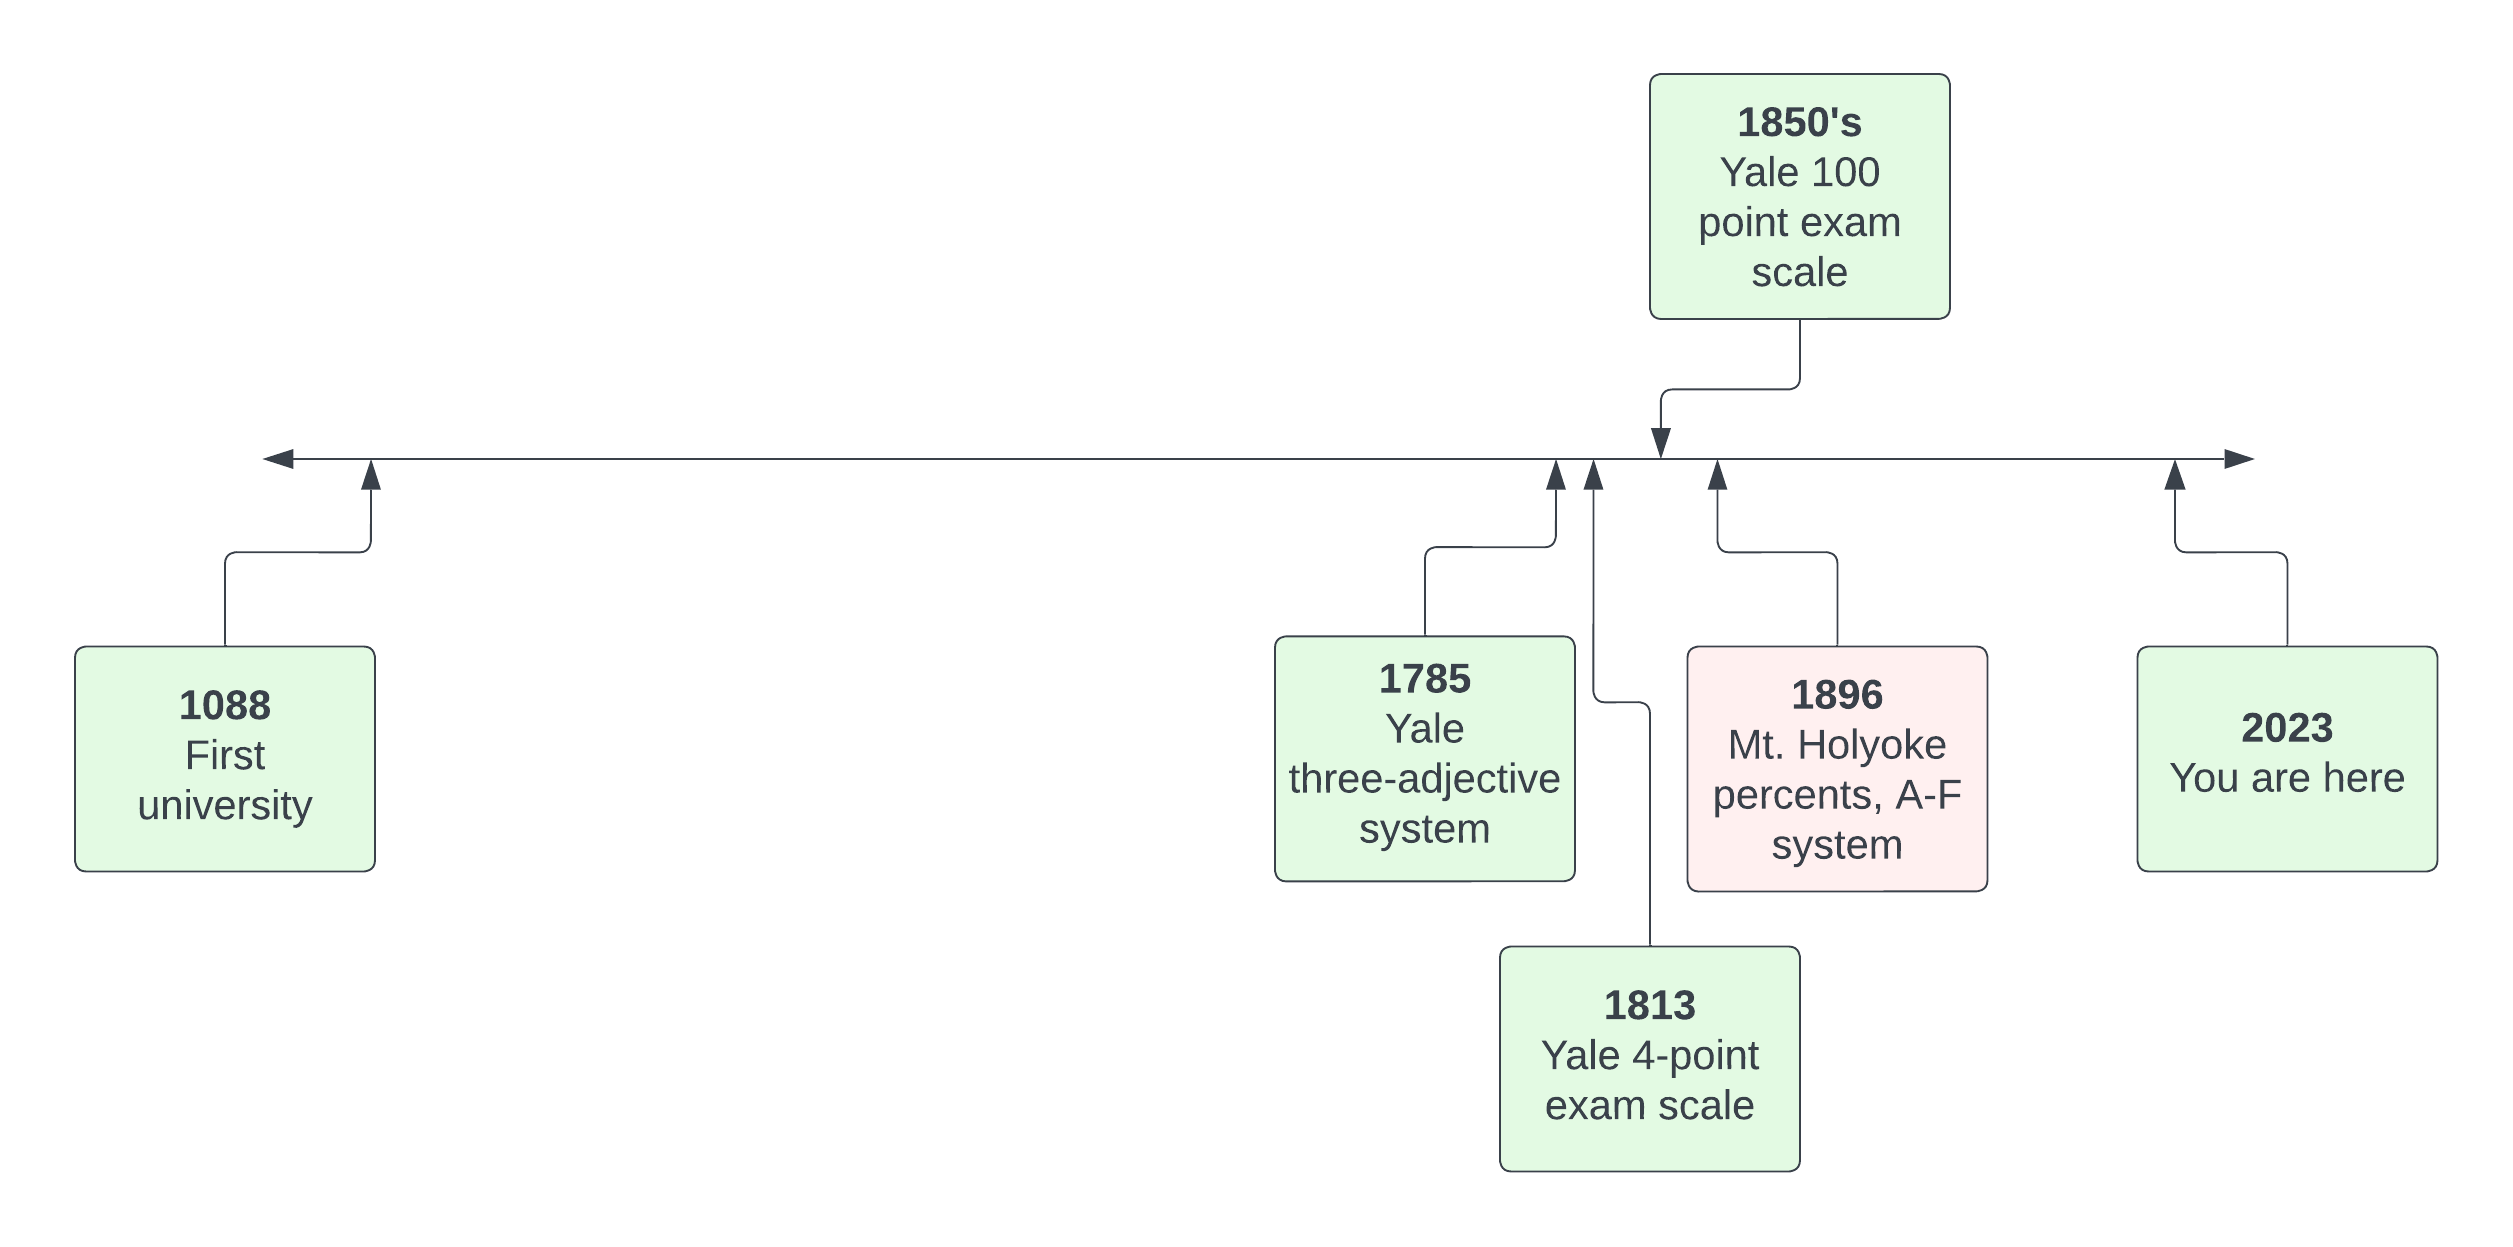 1850's
Yale 100
point exam
scale
1088
First
university
1785
Yale
three-adjective
system
1896
Mt. Holyoke
percents, A-F
system
2023
You are here
1813
Yale 4-point
exam scale